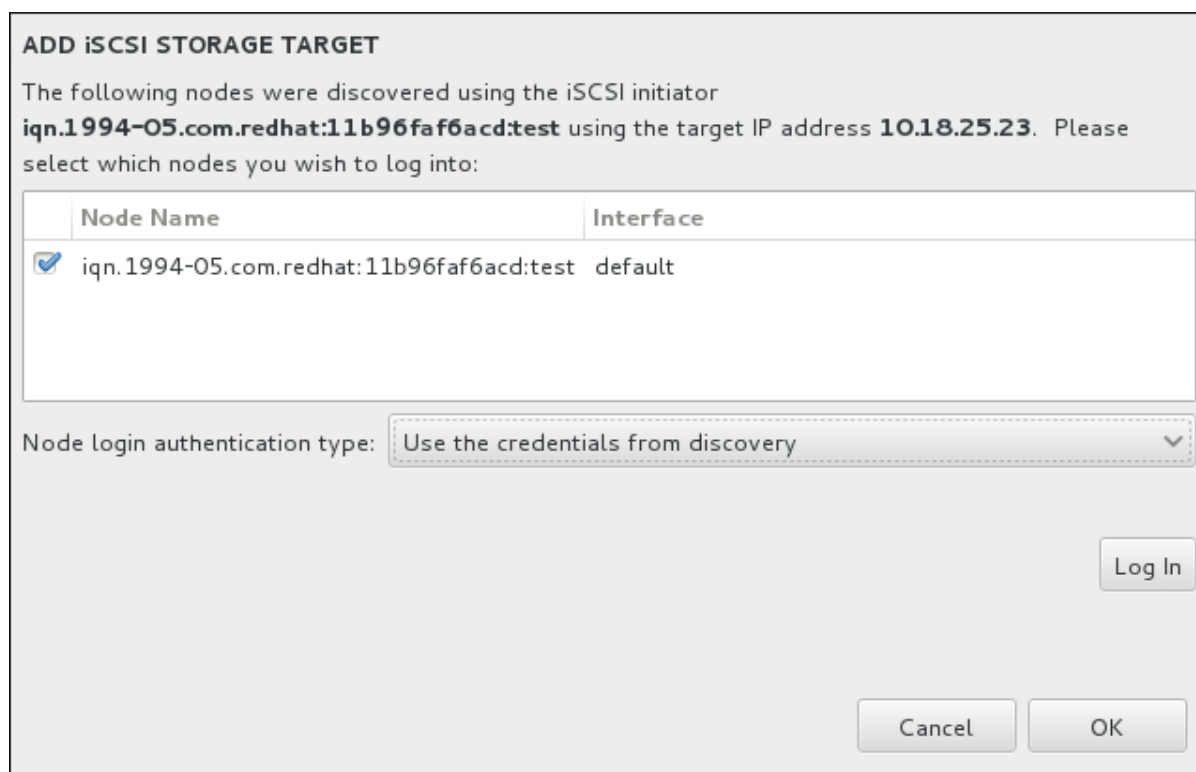 ADD iSCSI STORAGE TARGET
The following nodes were discovered using the iSCSI initiator
iqn.1994-05.com.redhat:11b96faf6acd:test using the target IP address 10.18.25.23. Please
select which nodes you wish to log into:
Node Name Interface
iqn.1994-05.com.redhat:11b96faf6acd:test default
Node login authentication type: Use the credentials from discovery
Log In
Cancel OK